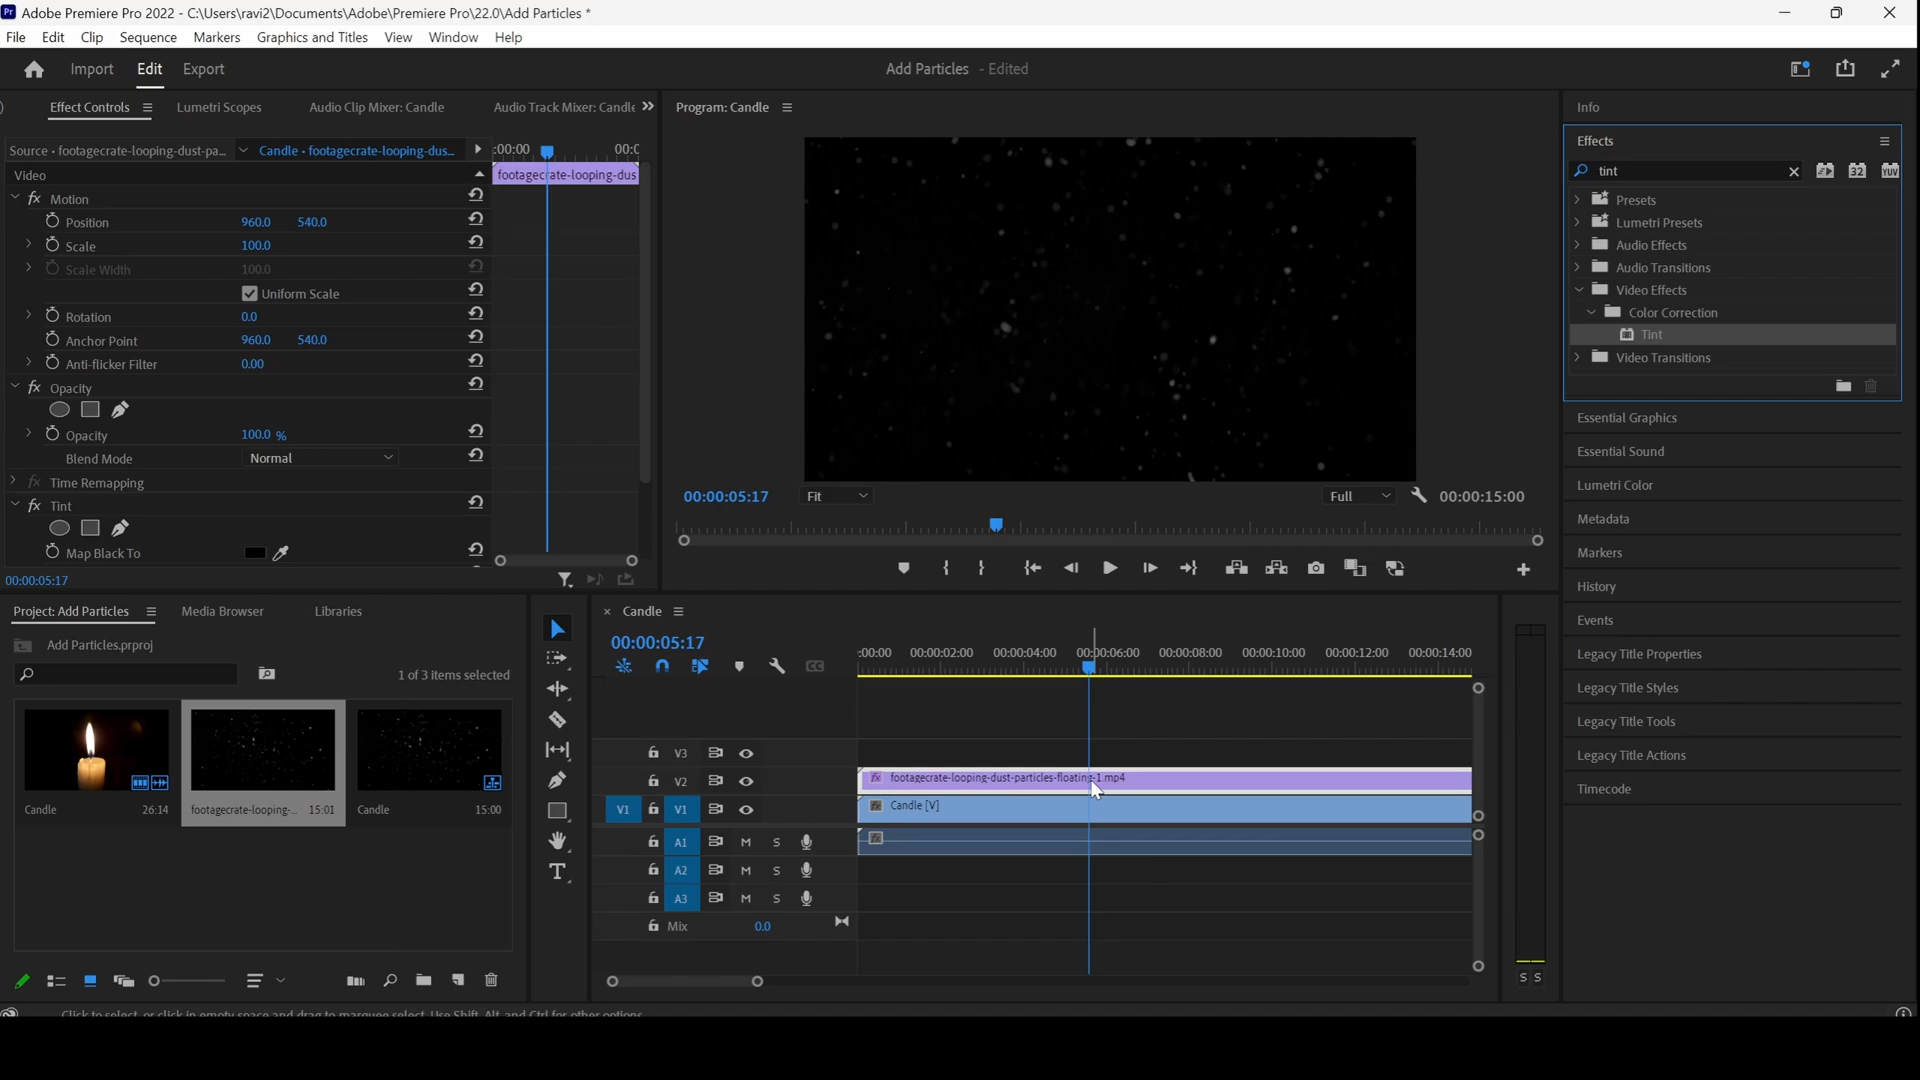 Adobe Premiere Pro 2022 - C:\Users\ravi2\Documents\Adobe\Premiere Pro\22.0\Add Particles *
File Edit Clip Sequence Markers Graphics and Titles View Window Help
Import Edit Export
Add Particles - Edited
Effect Controls Lumetri Scopes Audio Clip Mixer: Candle Audio Track Mixer: Candle
Source • footagecrate-looping-dust-pa... Candle • footagecrate-looping-dus...
:00:00 00:0
Video
footagecrate-looping-dus
Motion
Position 960.0 540.0
Scale 100.0
Scale Width 100.0
Uniform Scale
Rotation 0.0
Anchor Point 960.0 540.0
Anti-flicker Filter 0.00
Opacity
Opacity 100.0 %
Blend Mode Normal
Time Remapping
Tint
Map Black To
00:00:05:17
Program: Candle
00:00:05:17 Fit Full 00:00:15:00
Info
Effects
tint
32 YUV
Presets
Lumetri Presets
Audio Effects
Audio Transitions
Video Effects
Color Correction
Tint
Video Transitions
Essential Graphics
Essential Sound
Lumetri Color
Metadata
Markers
History
Events
Legacy Title Properties
Legacy Title Styles
Legacy Title Tools
Legacy Title Actions
Timecode
Project: Add Particles Media Browser Libraries
Add Particles.prproj
1 of 3 items selected
Candle 26:14
footagecrate-looping-... 15:01
Candle 15:00
Candle
00:00:05:17
:00:00 00:00:02:00 00:00:04:00 00:00:06:00 00:00:08:00 00:00:10:00 00:00:12:00 00:00:14:00
V3
V2 fx footagecrate-looping-dust-particles-floating-1.mp4
V1 V1 fx Candle [V]
A1 M S fx
A2 M S
A3 M S
Mix 0.0
S S
Click to select, or click in empty space and drag to marquee select. Use Shift, Alt, and Ctrl for other options.